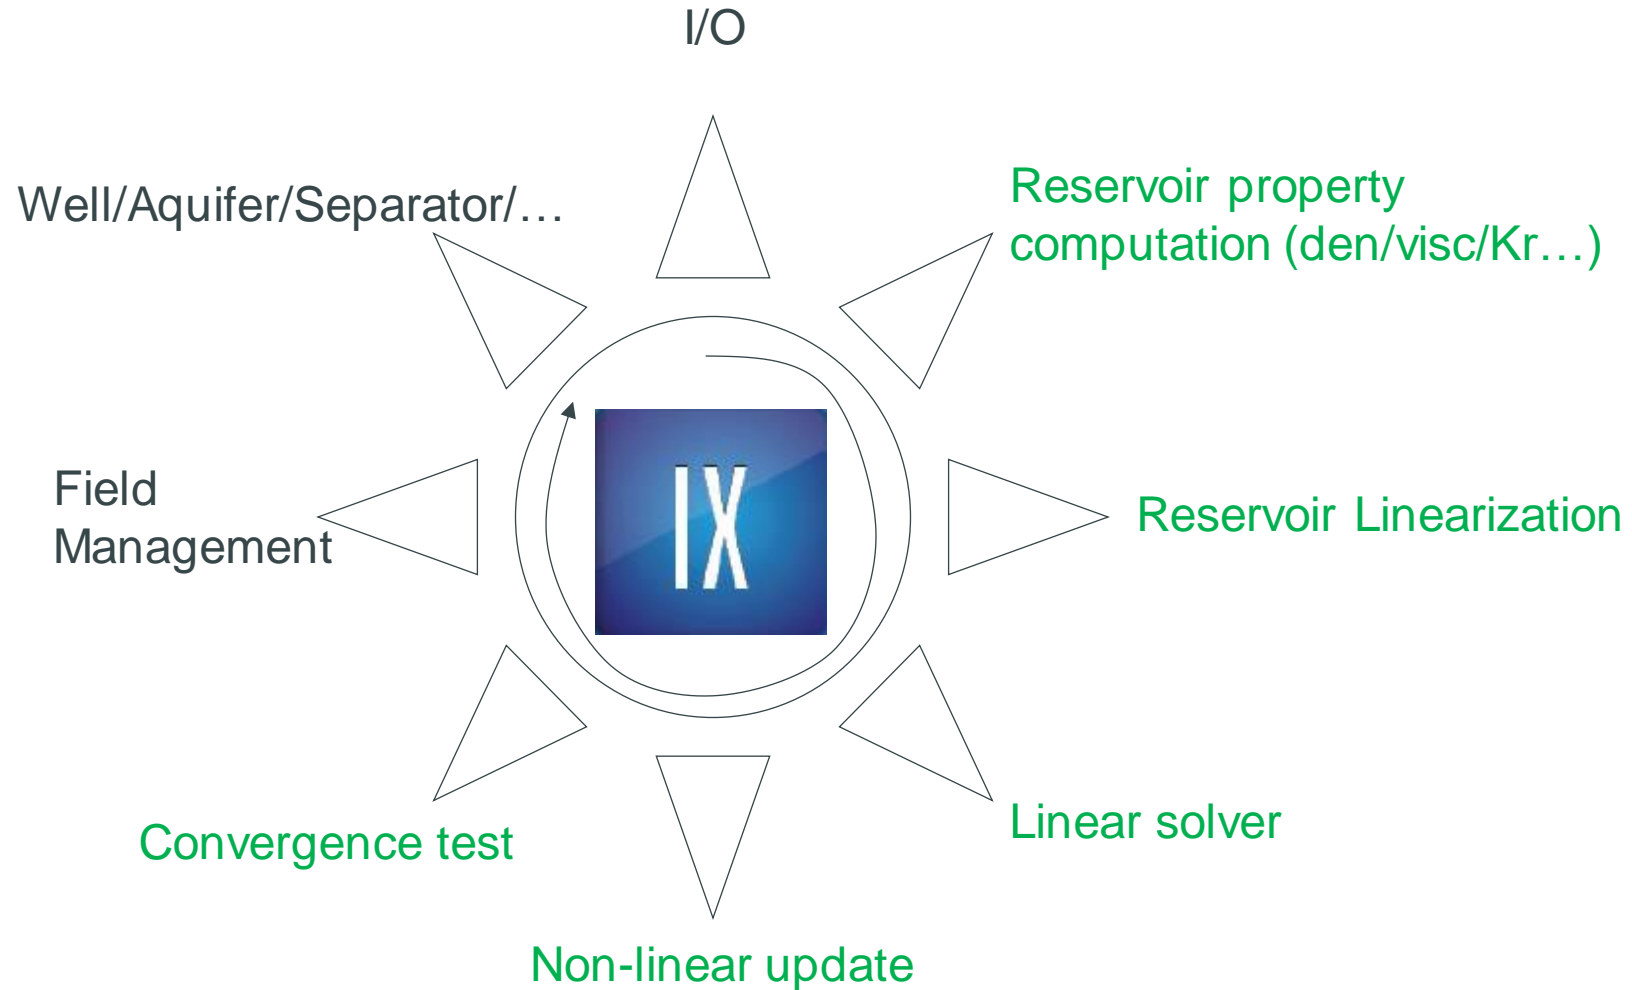 I/O
Well/Aquifer/Separator/…
Reservoir property
computation (den/visc/Kr…)
Field
Management
IX
Reservoir Linearization
Convergence test
Linear solver
Non-linear update